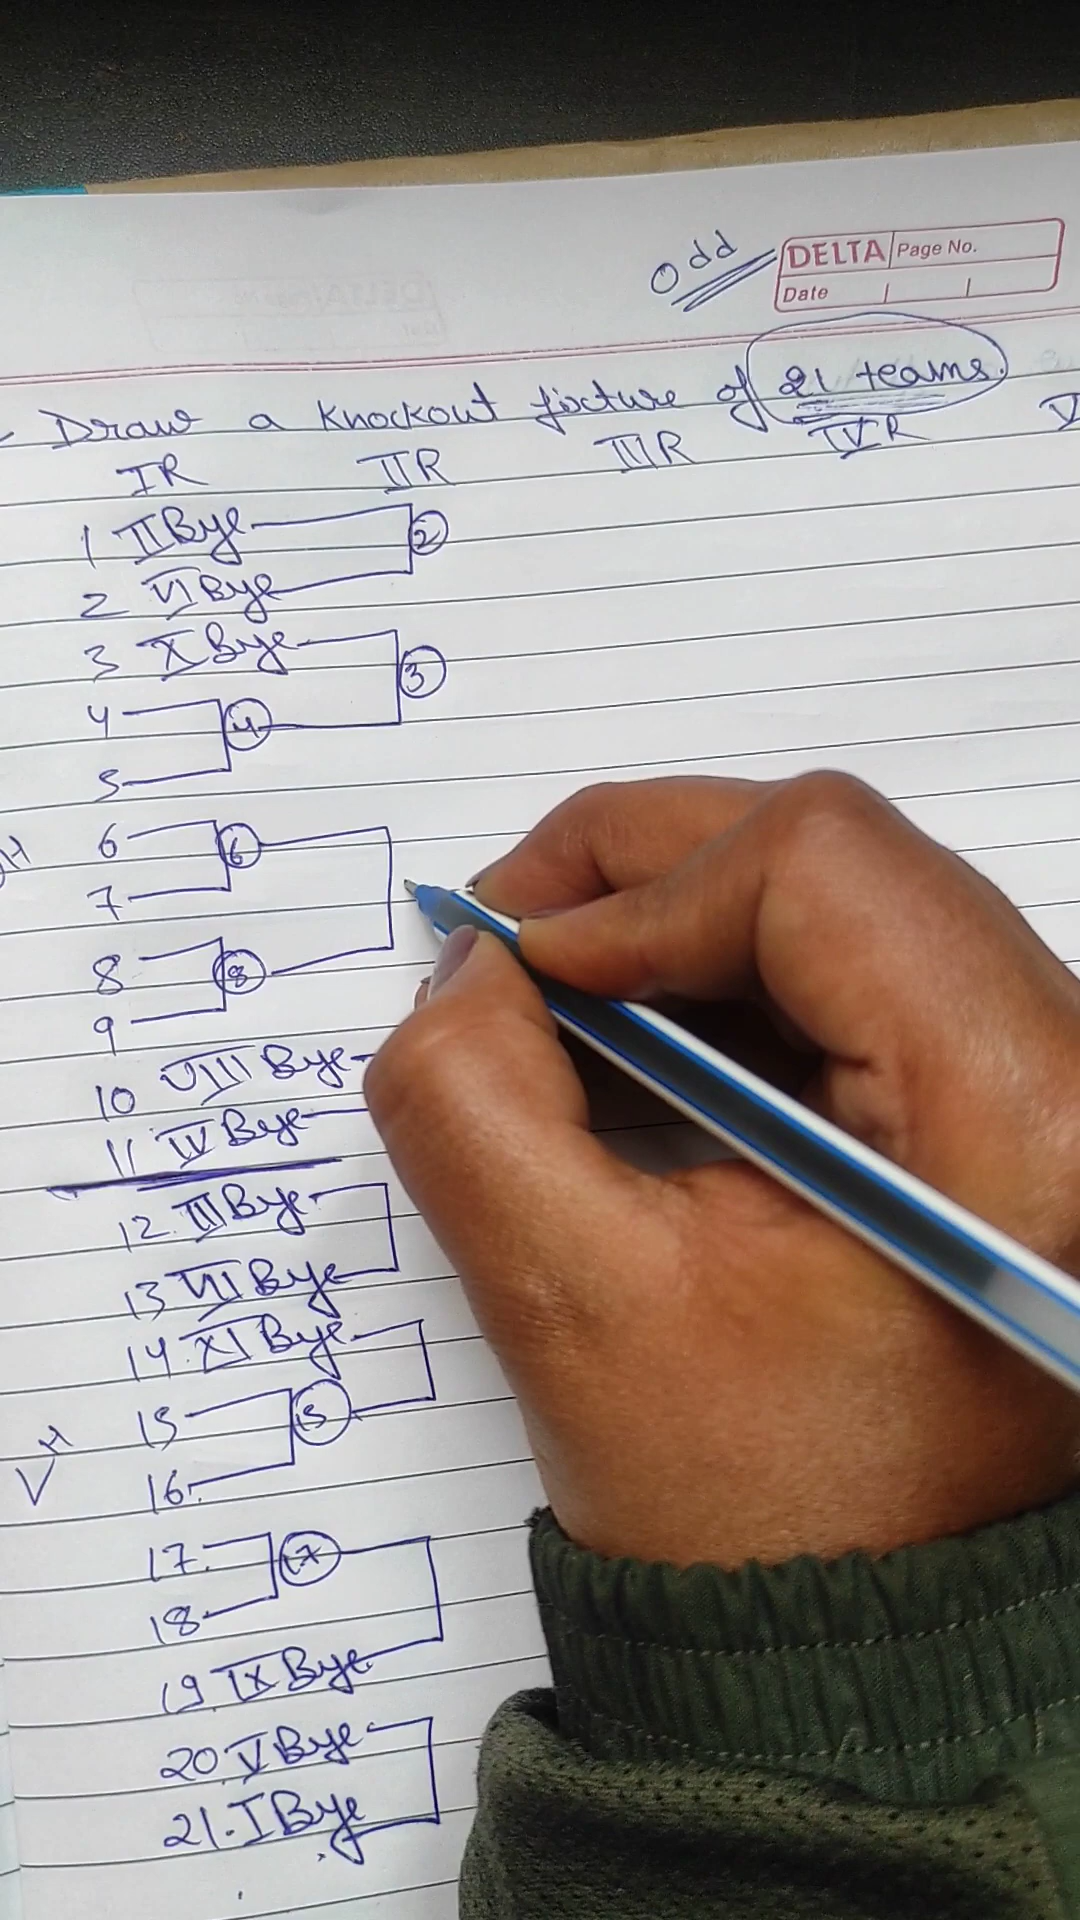 Odd
DELTA Page No.
Date
Draw a Knockout fixture of 21 teams.
IR IIR IIIR IVR V
1 II Bye
2
2 VI Bye
3 X Bye
3
4
4
5
6
6
7
8
8
9
10 VIII Bye
11 IV Bye
12. III Bye
13 VII Bye
14. XI Bye
15
15
16.
17.
17
18
19. IX Bye
20. V Bye
21. I Bye